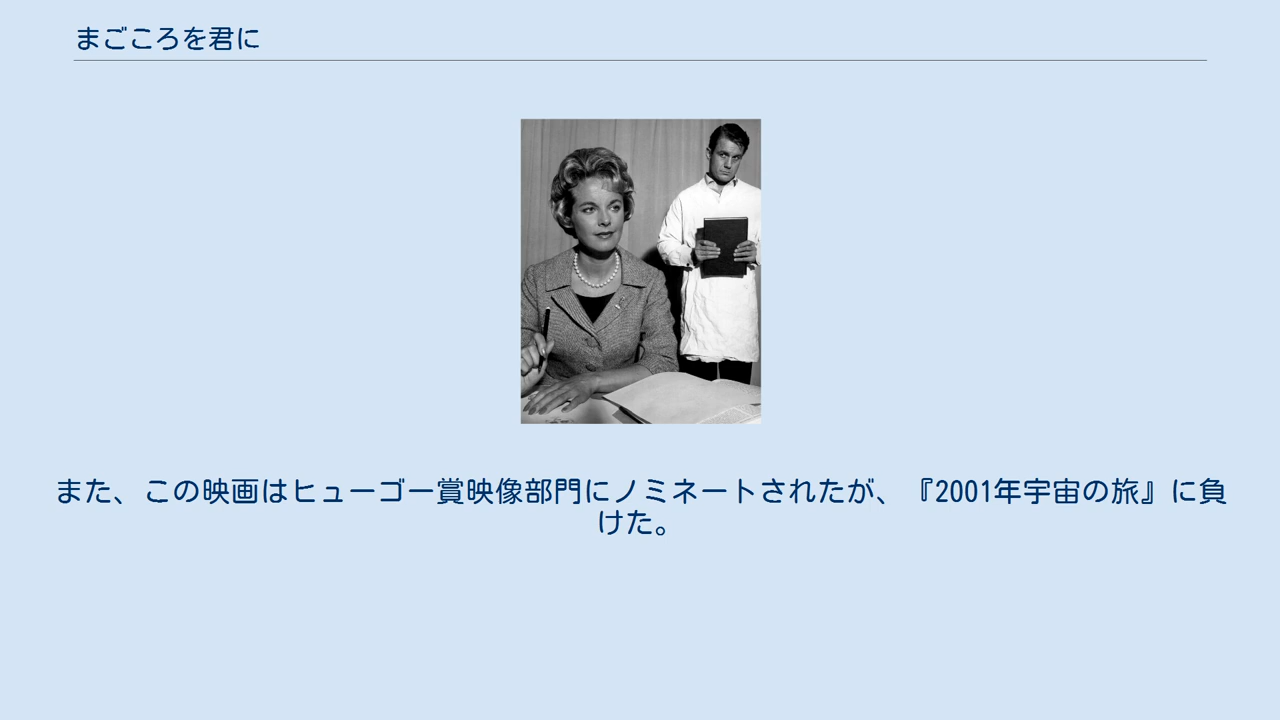 まごころを君に
また、この映画はヒューゴー賞映像部門にノミネートされたが、『2001年宇宙の旅』に負
けた。